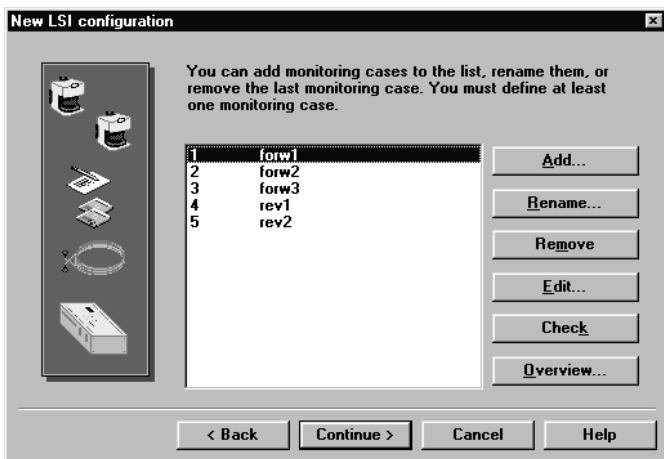 New LSI configuration
You can add monitoring cases to the list, rename them, or
remove the last monitoring case. You must define at least
one monitoring case.
1 forw1
2 forw2
3 forw3
4 rev1
5 rev2
Add...
Rename...
Remove
Edit...
Check
Overview...
< Back
Continue >
Cancel
Help